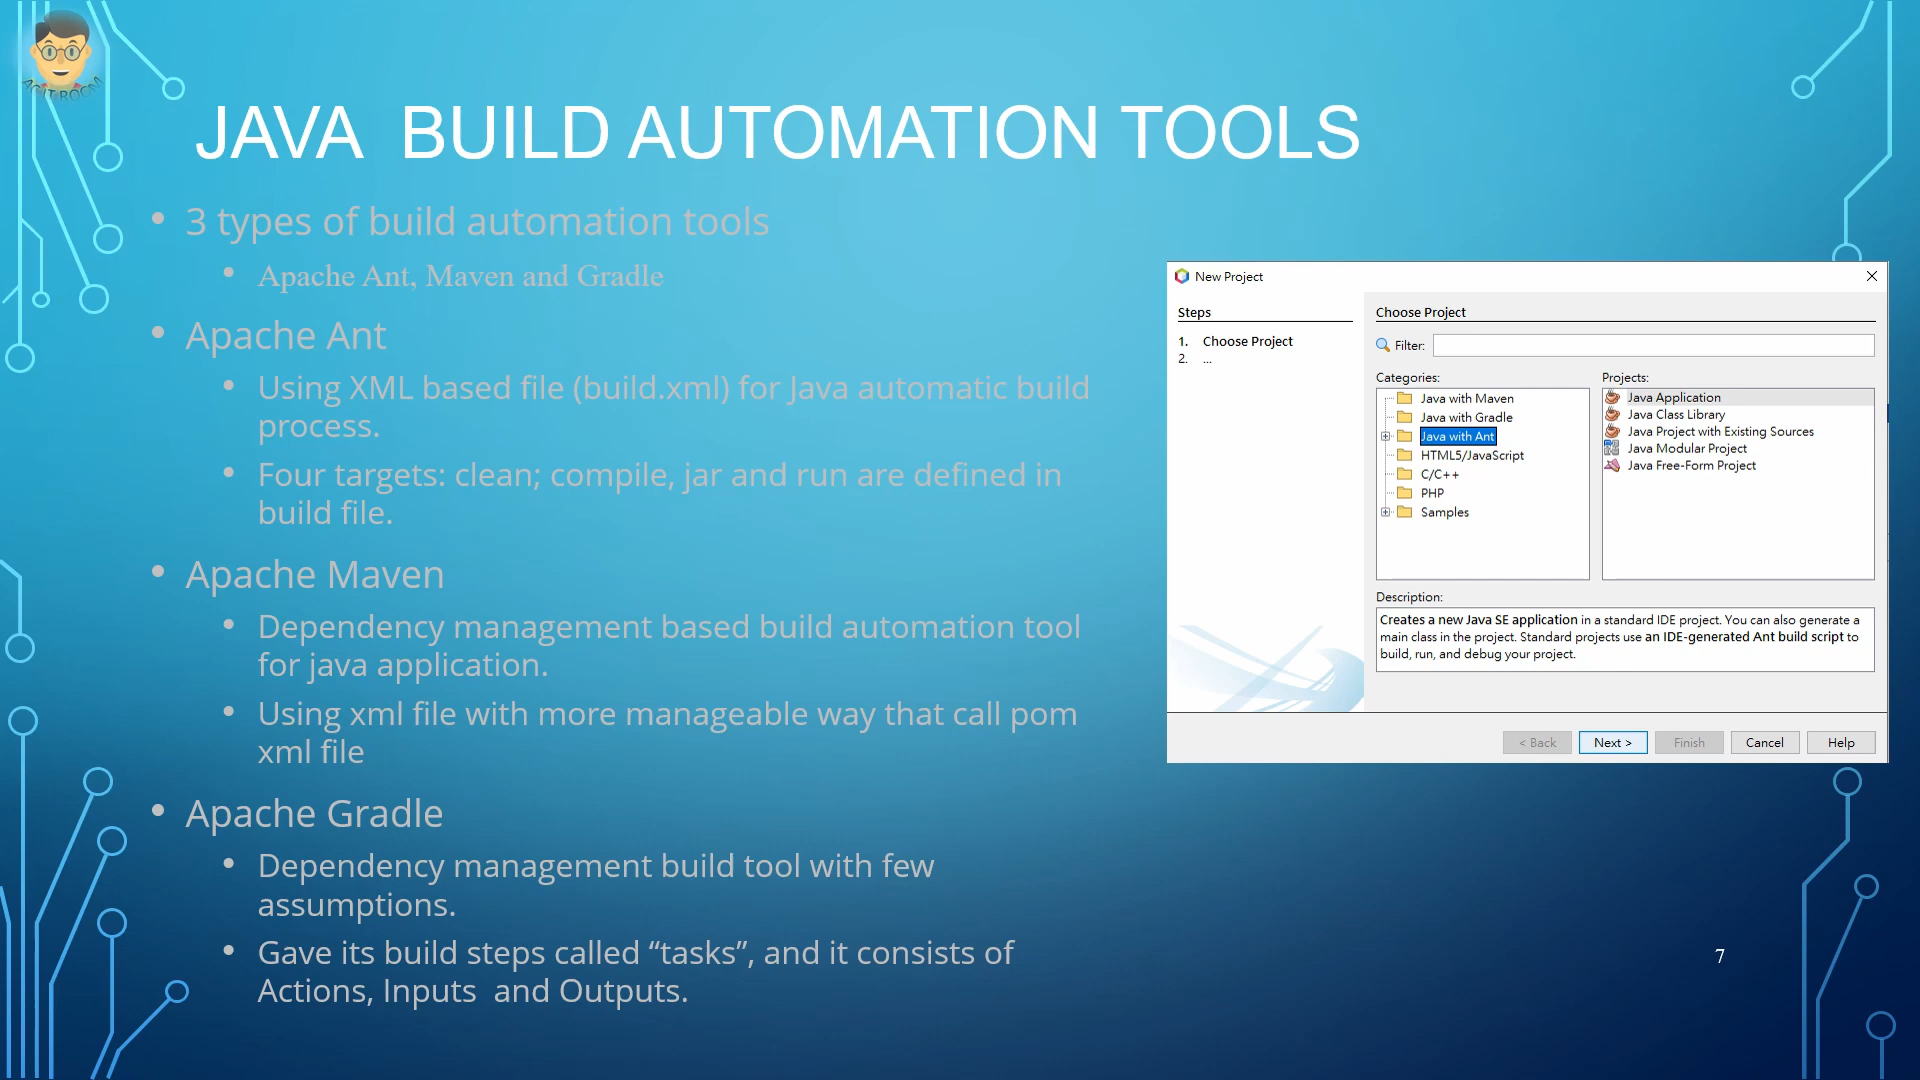 JAVA  BUILD AUTOMATION TOOLS
• 3 types of build automation tools
• Apache Ant, Maven and Gradle
• Apache Ant
• Using XML based file (build.xml) for Java automatic build
process.
• Four targets: clean; compile, jar and run are defined in
build file.
• Apache Maven
• Dependency management based build automation tool
for java application.
• Using xml file with more manageable way that call pom
xml file
• Apache Gradle
• Dependency management build tool with few
assumptions.
• Gave its build steps called “tasks”, and it consists of
Actions, Inputs  and Outputs.
New Project
Steps
1. Choose Project
2. ...
Choose Project
Filter:
Categories:
Java with Maven
Java with Gradle
Java with Ant
HTML5/JavaScript
C/C++
PHP
Samples
Projects:
Java Application
Java Class Library
Java Project with Existing Sources
Java Modular Project
Java Free-Form Project
Description:
Creates a new Java SE application in a standard IDE project. You can also generate a
main class in the project. Standard projects use an IDE-generated Ant build script to
build, run, and debug your project.
< Back
Next >
Finish
Cancel
Help
7